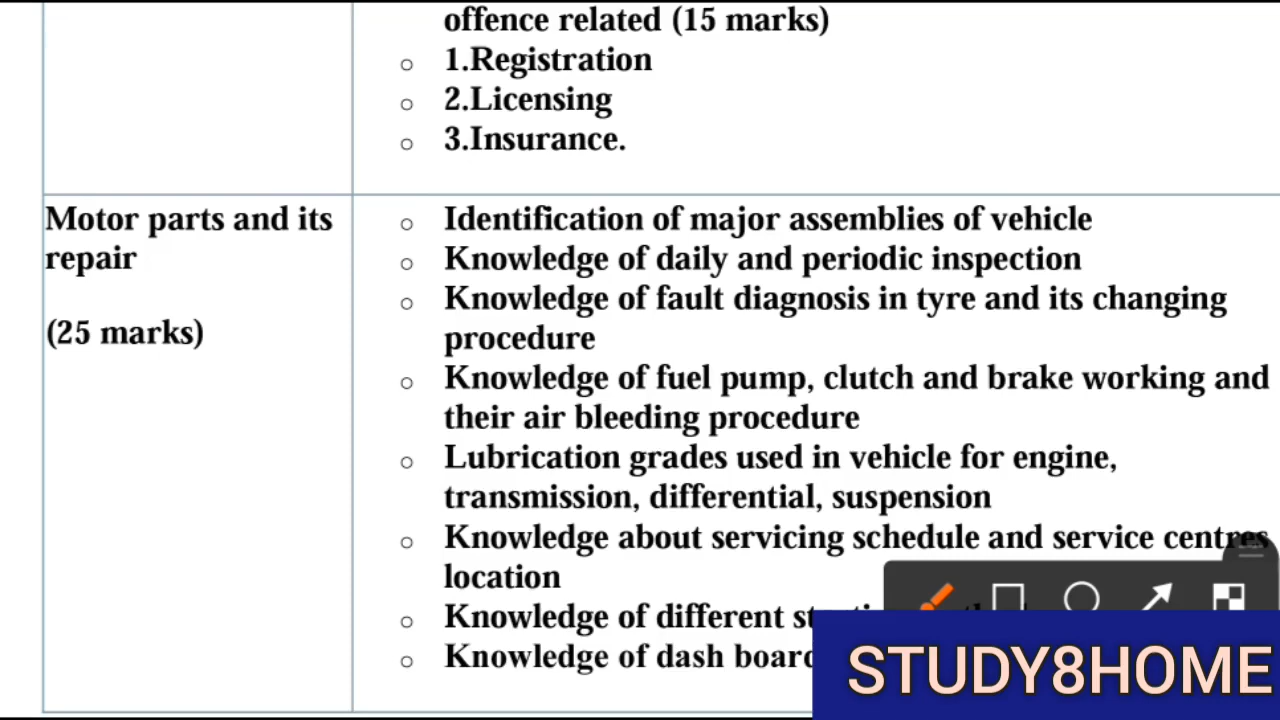 offence related (15 marks)
1.Registration
2.Licensing
3.Insurance.
Motor parts and its
repair
(25 marks)
Identification of major assemblies of vehicle
Knowledge of daily and periodic inspection
Knowledge of fault diagnosis in tyre and its changing
procedure
Knowledge of fuel pump, clutch and brake working and
their air bleeding procedure
Lubrication grades used in vehicle for engine,
transmission, differential, suspension
Knowledge about servicing schedule and service centres
location
Knowledge of different
Knowledge of dash board
STUDY8HOME